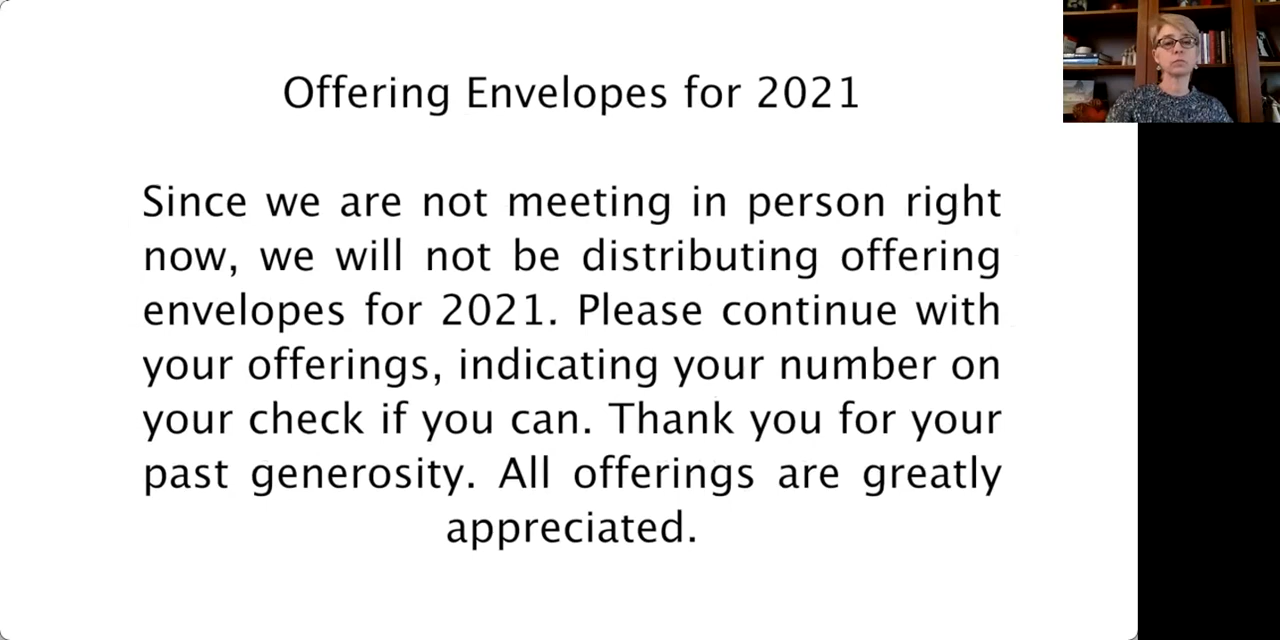 Offering Envelopes for 2021
Since we are not meeting in person right
now, we will not be distributing offering
envelopes for 2021. Please continue with
your offerings, indicating your number on
your check if you can. Thank you for your
past generosity. All offerings are greatly
appreciated.